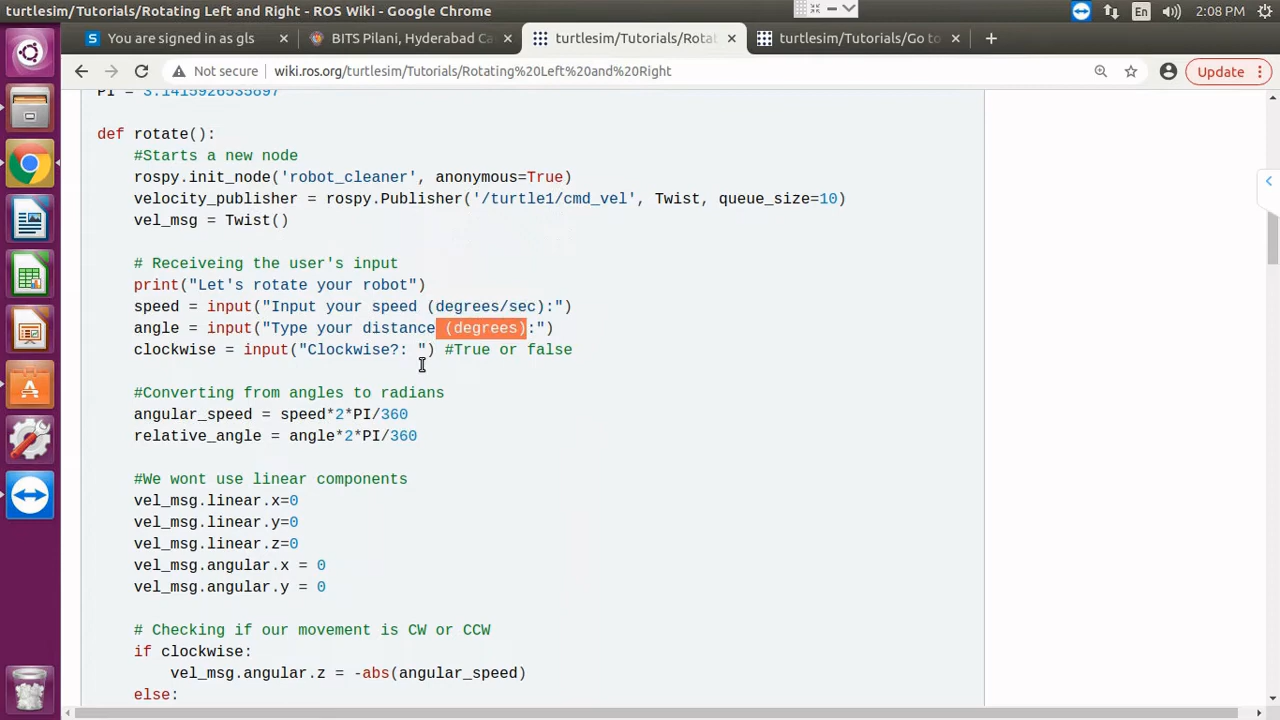 turtlesim/Tutorials/Rotating Left and Right - ROS Wiki - Google Chrome
En
2:08 PM
S You are signed in as gls
BITS Pilani, Hyderabad Ca
turtlesim/Tutorials/Rotat
turtlesim/Tutorials/Go to
Not secure
wiki.ros.org/turtlesim/Tutorials/Rotating%20Left%20and%20Right
Update
PI = 3.1415926535897
def rotate():
#Starts a new node
rospy.init_node('robot_cleaner', anonymous=True)
velocity_publisher = rospy.Publisher('/turtle1/cmd_vel', Twist, queue_size=10)
vel_msg = Twist()
# Receiveing the user's input
print("Let's rotate your robot")
speed = input("Input your speed (degrees/sec):")
angle = input("Type your distance (degrees):")
clockwise = input("Clockwise?: ") #True or false
#Converting from angles to radians
angular_speed = speed*2*PI/360
relative_angle = angle*2*PI/360
#We wont use linear components
vel_msg.linear.x=0
vel_msg.linear.y=0
vel_msg.linear.z=0
vel_msg.angular.x = 0
vel_msg.angular.y = 0
# Checking if our movement is CW or CCW
if clockwise:
vel_msg.angular.z = -abs(angular_speed)
else: